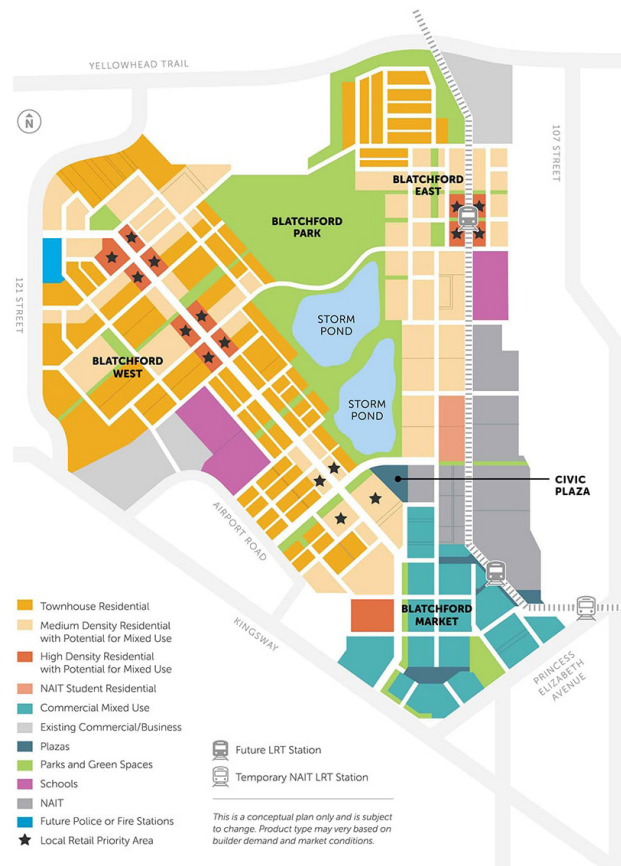 YELLOWHEAD TRAIL
N
107 STREET
BLATCHFORD
EAST
BLATCHFORD
PARK
121 STREET
STORM
POND
BLATCHFORD
WEST
STORM
POND
CIVIC
PLAZA
AIRPORT ROAD
BLATCHFORD
MARKET
KINGSWAY
PRINCESS
ELIZABETH
AVENUE
Townhouse Residential
Medium Density Residential
with Potential for Mixed Use
High Density Residential
with Potential for Mixed Use
NAIT Student Residential
Commercial Mixed Use
Existing Commercial/Business
Plazas
Parks and Green Spaces
Schools
NAIT
Future Police or Fire Stations
Local Retail Priority Area
Future LRT Station
Temporary NAIT LRT Station
This is a conceptual plan only and is subject
to change. Product type may very based on
builder demand and market conditions.